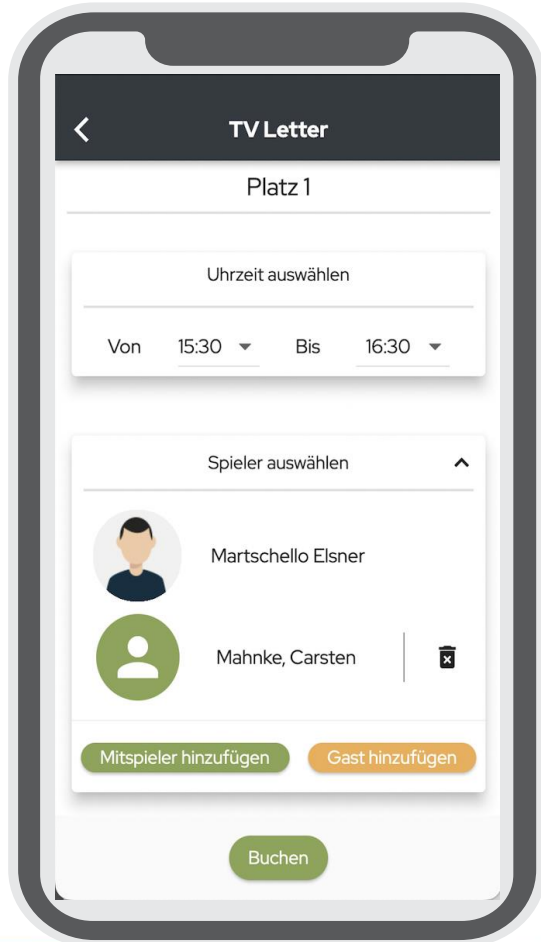 TV Letter
Platz 1
Uhrzeit auswählen
Von 15:30 Bis 16:30
Spieler auswählen
Martschello Elsner
Mahnke, Carsten
Mitspieler hinzufügen Gast hinzufügen
Buchen